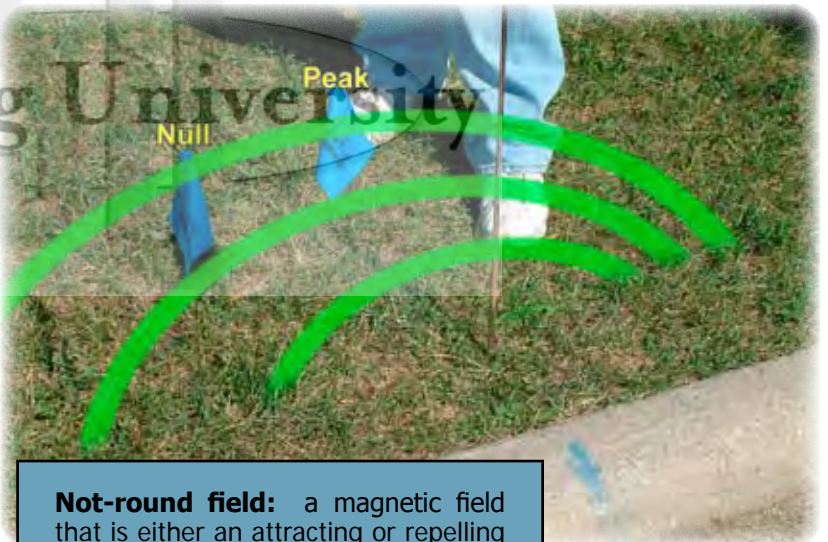 Peak
g University
Null
Not-round field: a magnetic field
that is either an attracting or repelling